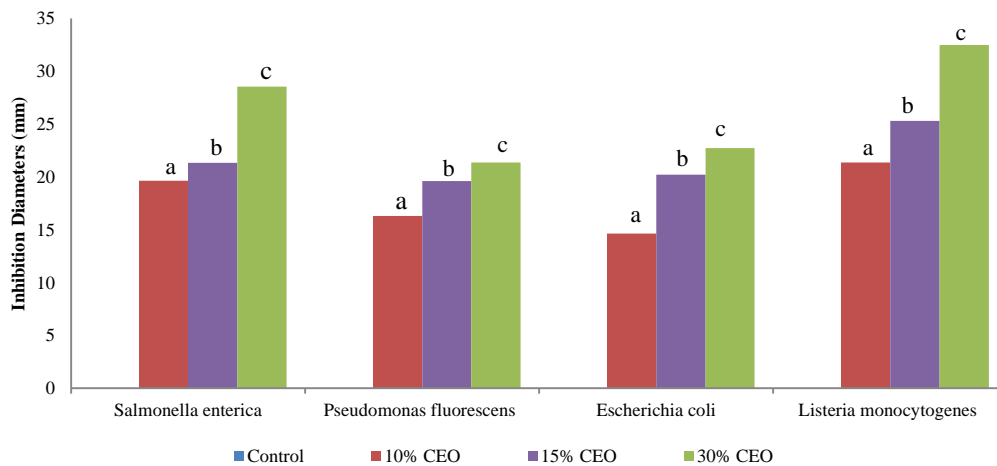 35
30
25
20
15
10
5
0
Inhibition Diameters (mm)
a
b
c
a
b
c
a
b
c
a
b
c
Salmonella enterica
Pseudomonas fluorescens
Escherichia coli
Listeria monocytogenes
Control
10% CEO
15% CEO
30% CEO